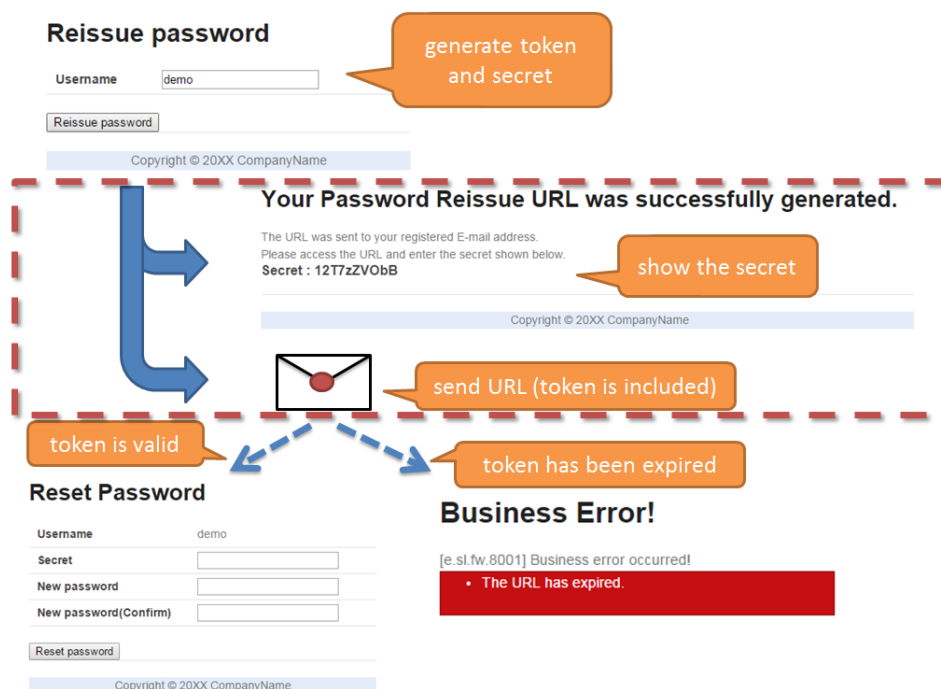 Reissue password
generate token
and secret
Username demo
Reissue password
Copyright © 20XX CompanyName
Your Password Reissue URL was successfully generated.
The URL was sent to your registered E-mail address.
Please access the URL and enter the secret shown below.
Secret : 12T7zZVObB
show the secret
Copyright © 20XX CompanyName
send URL (token is included)
token is valid
token has been expired
Reset Password
Username demo
Secret
New password
New password(Confirm)
Reset password
Copyright © 20XX CompanyName
Business Error!
[e.sl.fw.8001] Business error occurred!
• The URL has expired.